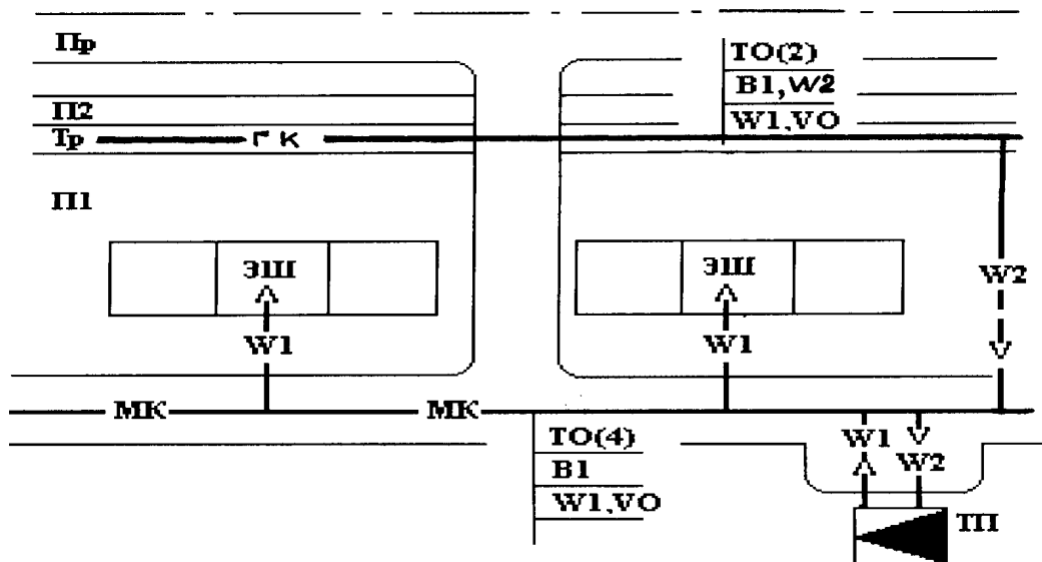 Пр
ТО(2)
В1,W2
П2
W1,VO
Тр
ГК
П1
ЭШ
ЭШ
W2
W1
W1
МК
МК
ТО(4)
В1
W1,VO
W1
W2
ТП